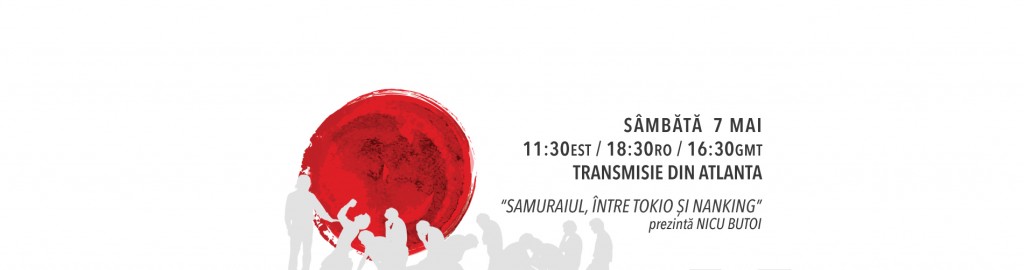 SÂMBĂTĂ 7 MAI
11:30EST / 18:30RO / 16:30GMT
TRANSMISIE DIN ATLANTA
"SAMURAIUL, ÎNTRE TOKIO ȘI NANKING"
prezintă NICU BUTOI